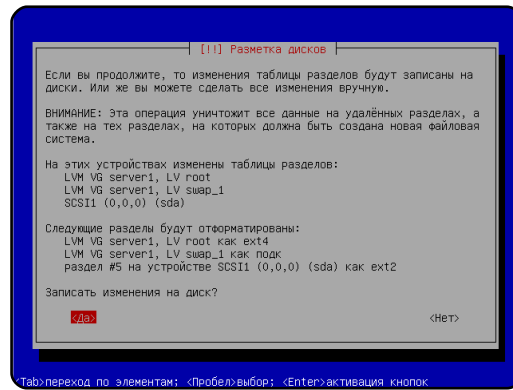 [!!] Разметка дисков
Если вы продолжите, то изменения таблицы разделов будут записаны на
диски. Или же вы можете сделать все изменения вручную.
ВНИМАНИЕ: Эта операция уничтожит все данные на удалённых разделах, а
также на тех разделах, на которых должна быть создана новая файловая
система.
На этих устройствах изменены таблицы разделов:
LVM VG server1, LV root
LVM VG server1, LV swap_1
SCSI1 (0,0,0) (sda)
Следующие разделы будут отформатированы:
LVM VG server1, LV root как ext4
LVM VG server1, LV swap_1 как подк
раздел #5 на устройстве SCSI1 (0,0,0) (sda) как ext2
Записать изменения на диск?
<Да> <Нет>
<Tab>переход по элементам; <Пробел>выбор; <Enter>активация кнопок